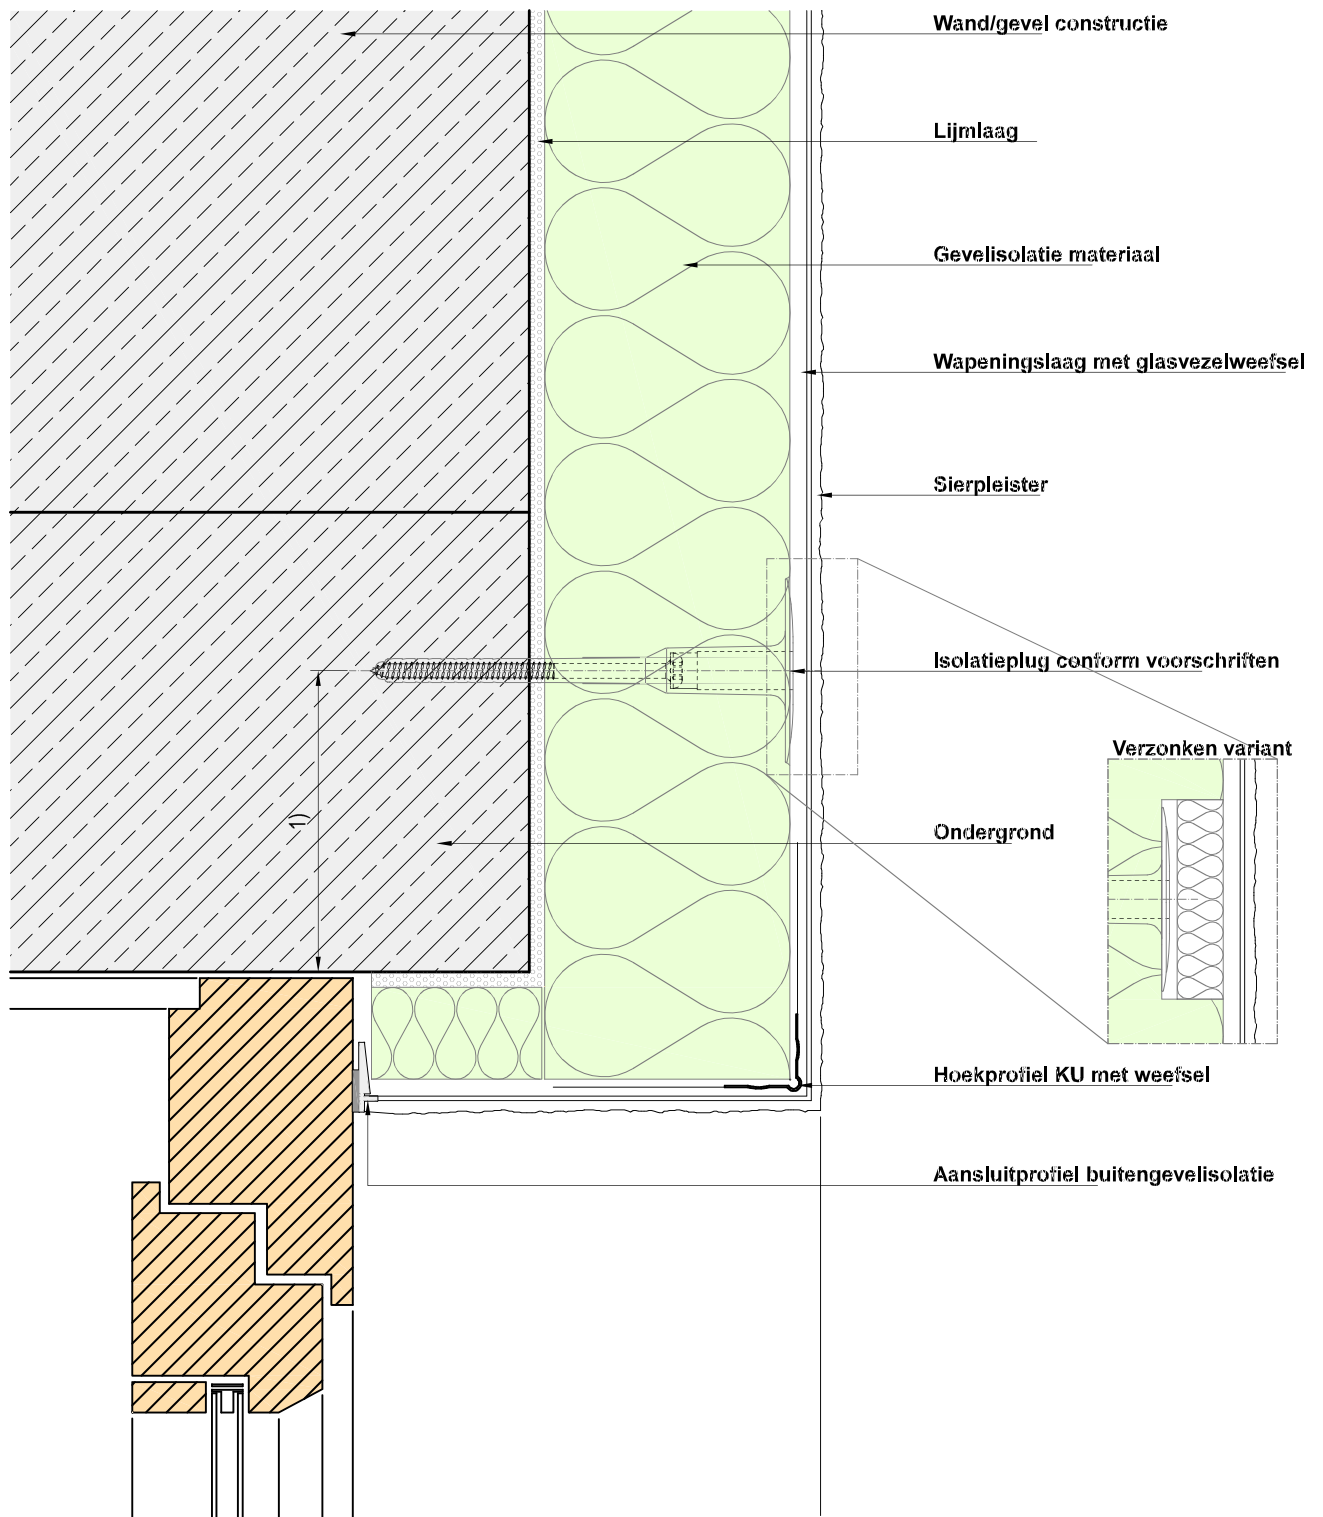 Wand/gevel constructie
Lijmlaag
Gevelisolatie materiaal
Wapeningslaag met glasvezelweefsel
Sierpleister
Isolatieplug conform voorschriften
Verzonken variant
1)
Ondergrond
Hoekprofiel KU met weefsel
Aansluitprofiel buitengevelisolatie